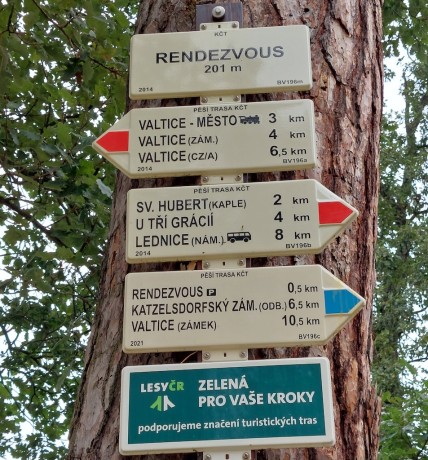 KČT
RENDEZVOUS
201 m
2014 BV196m
PĚŠÍ TRASA KČT
VALTICE - MĚSTO 3 km
VALTICE (ZÁM.) 4 km
VALTICE (CZ/A) 6,5 km
2014 BV196a
PĚŠÍ TRASA KČT
SV. HUBERT (KAPLE) 2 km
U TŘÍ GRÁCIÍ 4 km
LEDNICE (NÁM.) 8 km
2014 BV196b
PĚŠÍ TRASA KČT
RENDEZVOUS P 0,5 km
KATZELSDORFSKÝ ZÁM. (ODB.) 6,5 km
VALTICE (ZÁMEK) 10,5 km
2021 BV196c
LESY ČR ZELENÁ
PRO VAŠE KROKY
podporujeme značení turistických tras